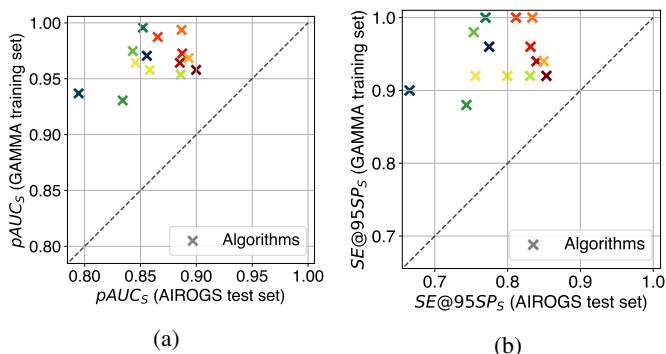 1.00
0.95
0.90
0.85
0.80
pAUC_S (GAMMA training set)
Algorithms
0.80 0.85 0.90 0.95 1.00
pAUC_S (AIROGS test set)
(a)
1.0
0.9
0.8
0.7
SE@95SP_S (GAMMA training set)
Algorithms
0.7 0.8 0.9 1.0
SE@95SP_S (AIROGS test set)
(b)